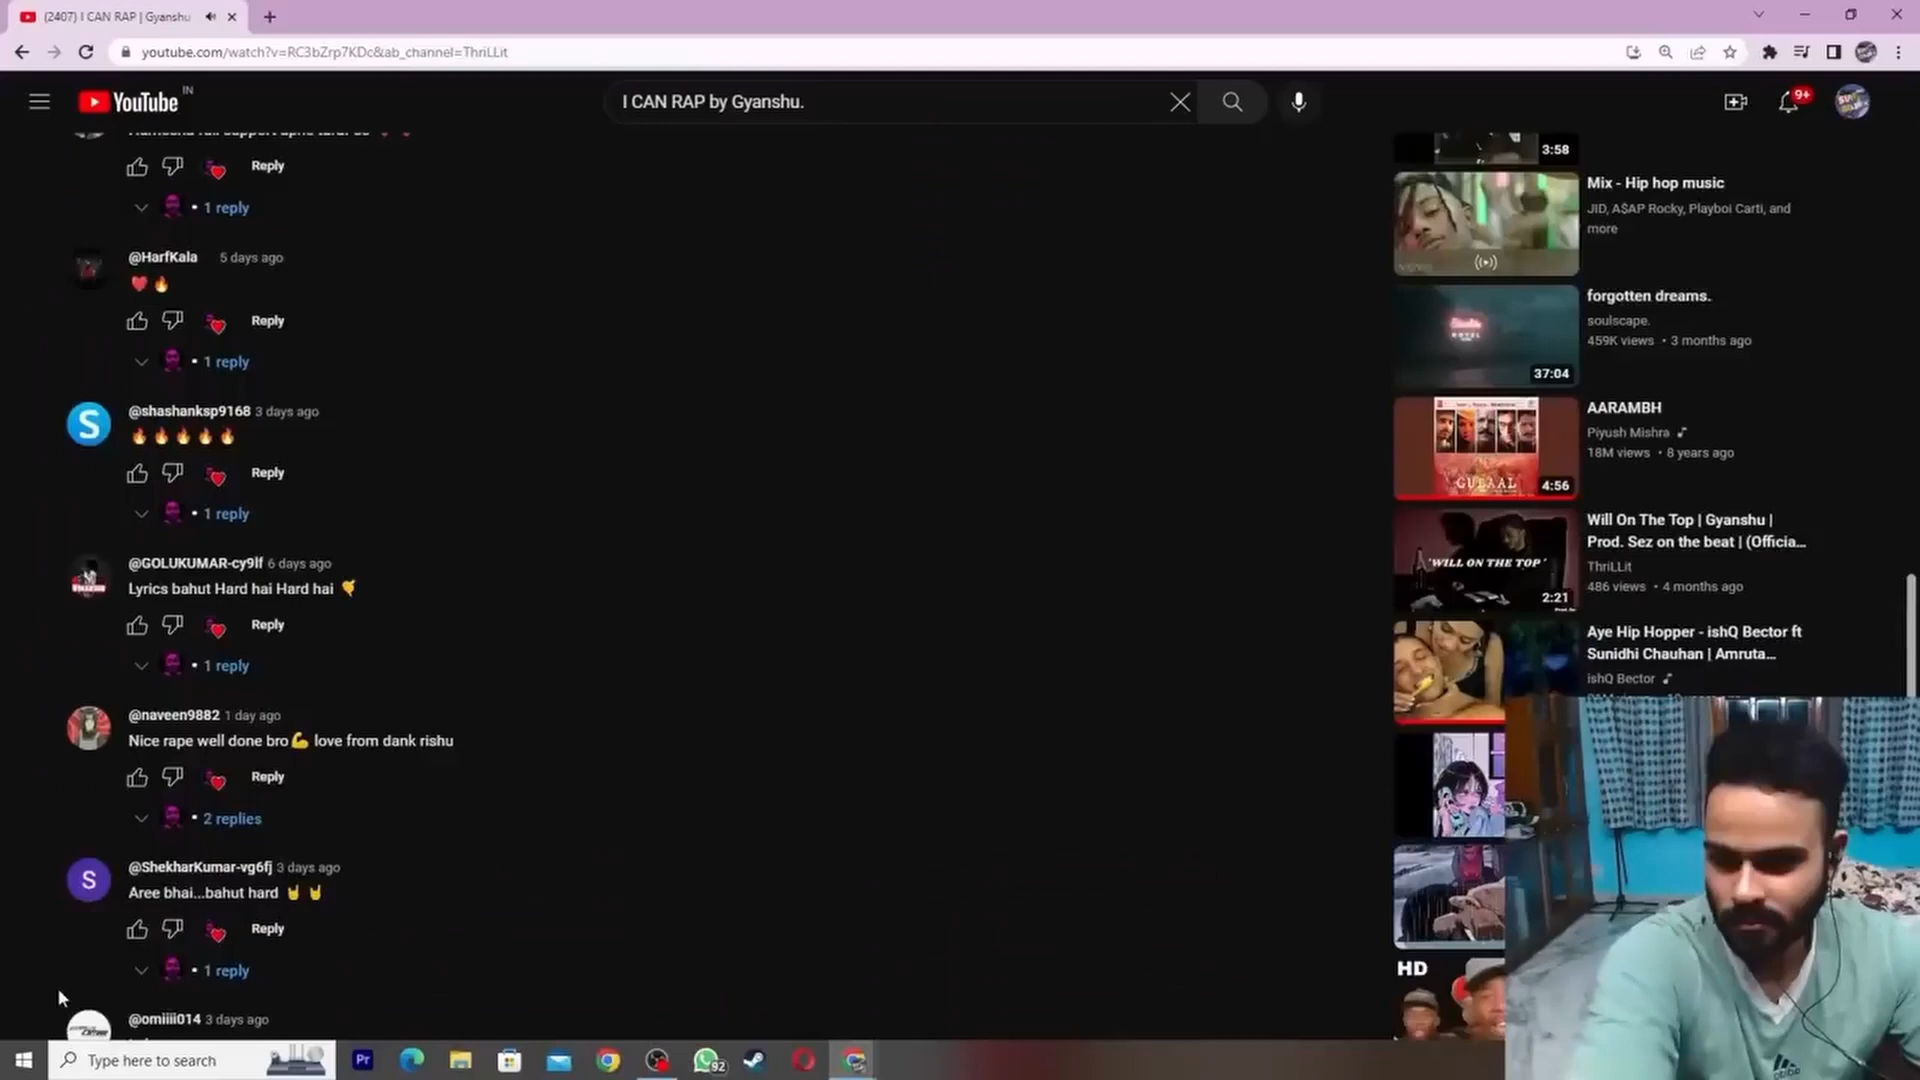 (2407) I CAN RAP | Gyanshu
youtube.com/watch?v=RC3bZrp7KDc&ab_channel=ThriLLit
YouTube IN
I CAN RAP by Gyanshu.
9+
Reply
1 reply
@HarfKala 5 days ago
❤️🔥
Reply
1 reply
S
@shashanksp9168 3 days ago
🔥🔥🔥🔥🔥
Reply
1 reply
@GOLUKUMAR-cy9lf 6 days ago
Lyrics bahut Hard hai Hard hai
Reply
1 reply
@naveen9882 1 day ago
Nice rape well done bro💪 love from dank rishu
Reply
2 replies
S
@ShekharKumar-vg6fj 3 days ago
Aree bhai...bahut hard 🤘🤘
Reply
1 reply
@omiiii014 3 days ago
3:58
Mix - Hip hop music
JID, A$AP Rocky, Playboi Carti, and
more
forgotten dreams.
soulscape.
459K views • 3 months ago
37:04
AARAMBH
Piyush Mishra
18M views • 8 years ago
GULAAL
4:56
Will On The Top | Gyanshu |
Prod. Sez on the beat | (Officia...
ThriLLit
486 views • 4 months ago
'WILL ON THE TOP'
2:21
Aye Hip Hopper - ishQ Bector ft
Sunidhi Chauhan | Amruta...
ishQ Bector
HD
adidas
Type here to search
Pr
92